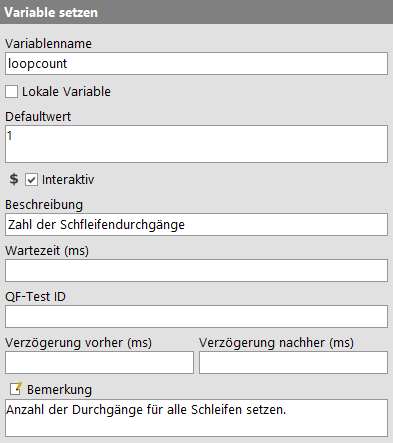 Variable setzen
Variablenname
loopcount
Lokale Variable
Defaultwert
1
$ Interaktiv
Beschreibung
Zahl der Schfleifendurchgänge
Wartezeit (ms)
QF-Test ID
Verzögerung vorher (ms) Verzögerung nachher (ms)
Bemerkung
Anzahl der Durchgänge für alle Schleifen setzen.